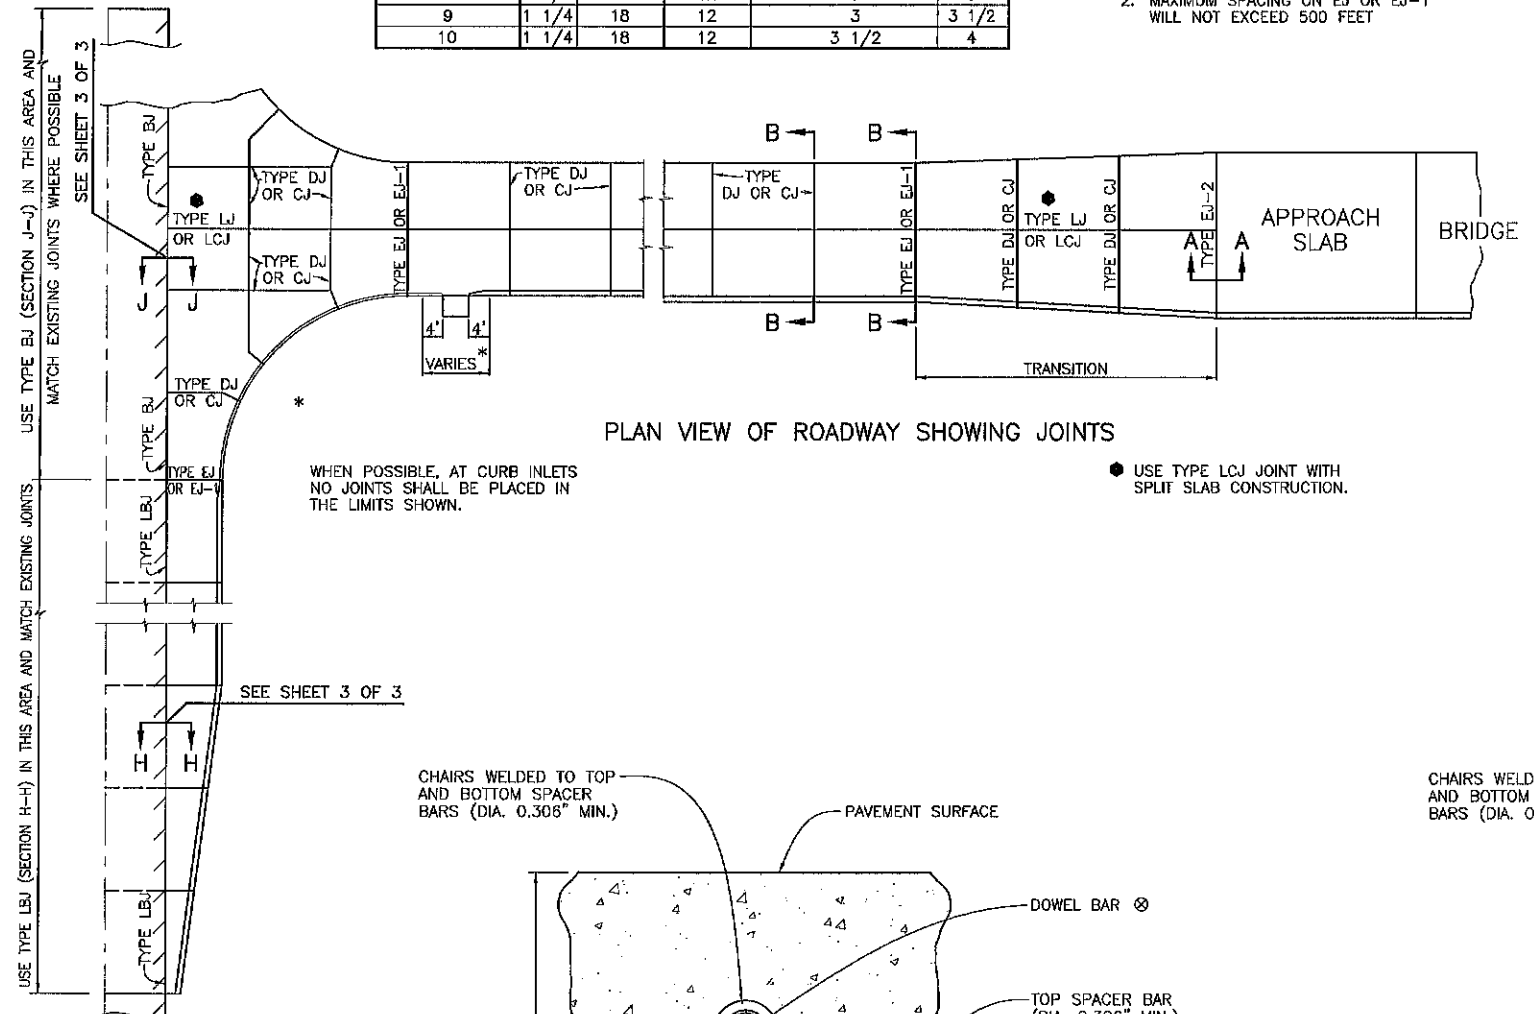 9 1 1/4 18 12 3 3 1/2
10 1 1/4 18 12 3 1/2 4
2. MAXIMUM SPACING ON EJ OR EJ-1
WILL NOT EXCEED 500 FEET
USE TYPE BJ (SECTION J-J) IN THIS AREA AND
MATCH EXISTING JOINTS WHERE POSSIBLE
SEE SHEET 3 OF 3
TYPE BJ
TYPE LJ
OR LCJ
TYPE DJ
OR CJ
TYPE DJ
OR CJ
TYPE EJ OR EJ-1
TYPE DJ
OR CJ
TYPE
DJ OR CJ
B
B
B
B
TYPE EJ OR EJ-1
TYPE DJ OR CJ
TYPE LJ
OR LCJ
TYPE DJ OR CJ
TYPE EJ-2
A
A
APPROACH
SLAB
BRIDGE
J
J
4'
4'
VARIES *
TRANSITION
TYPE DJ
OR CJ
*
TYPE BJ
PLAN VIEW OF ROADWAY SHOWING JOINTS
USE TYPE LCJ JOINT WITH
SPLIT SLAB CONSTRUCTION.
WHEN POSSIBLE, AT CURB INLETS
NO JOINTS SHALL BE PLACED IN
THE LIMITS SHOWN.
TYPE EJ
OR EJ-1
TYPE LBJ
USE TYPE LBJ (SECTION H-H) IN THIS AREA AND MATCH EXISTING JOINTS
SEE SHEET 3 OF 3
H
H
TYPE LBJ
CHAIRS WELDED TO TOP
AND BOTTOM SPACER
BARS (DIA. 0.306" MIN.)
PAVEMENT SURFACE
DOWEL BAR ⊗
TOP SPACER BAR
CHAIRS WELD
AND BOTTOM
BARS (DIA. 0